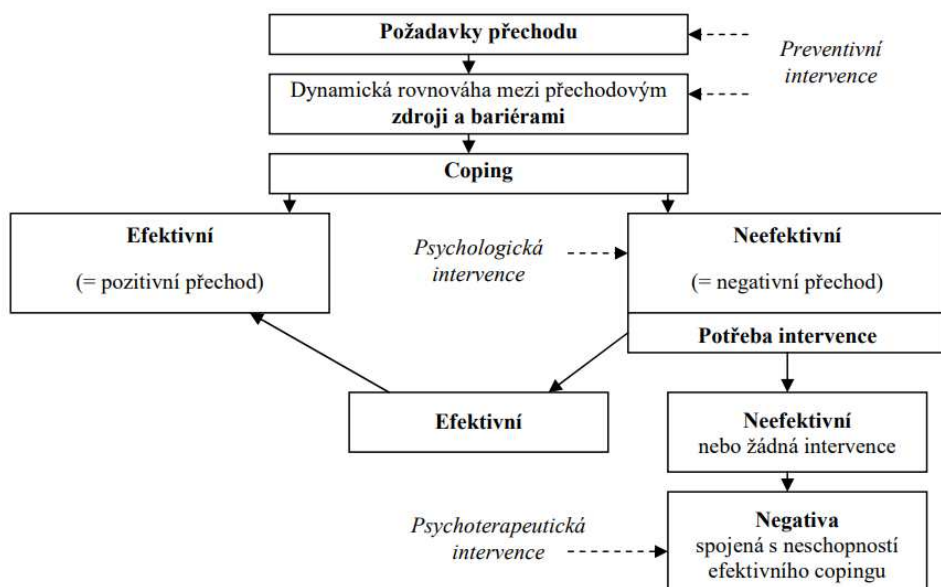 Požadavky přechodu
Preventivní
intervence
Dynamická rovnováha mezi přechodovým
zdroji a bariérami
Coping
Efektivní
(= pozitivní přechod)
Psychologická
intervence
Neefektivní
(= negativní přechod)
Potřeba intervence
Efektivní
Neefektivní
nebo žádná intervence
Psychoterapeutická
intervence
Negativa
spojená s neschopností
efektivního copingu